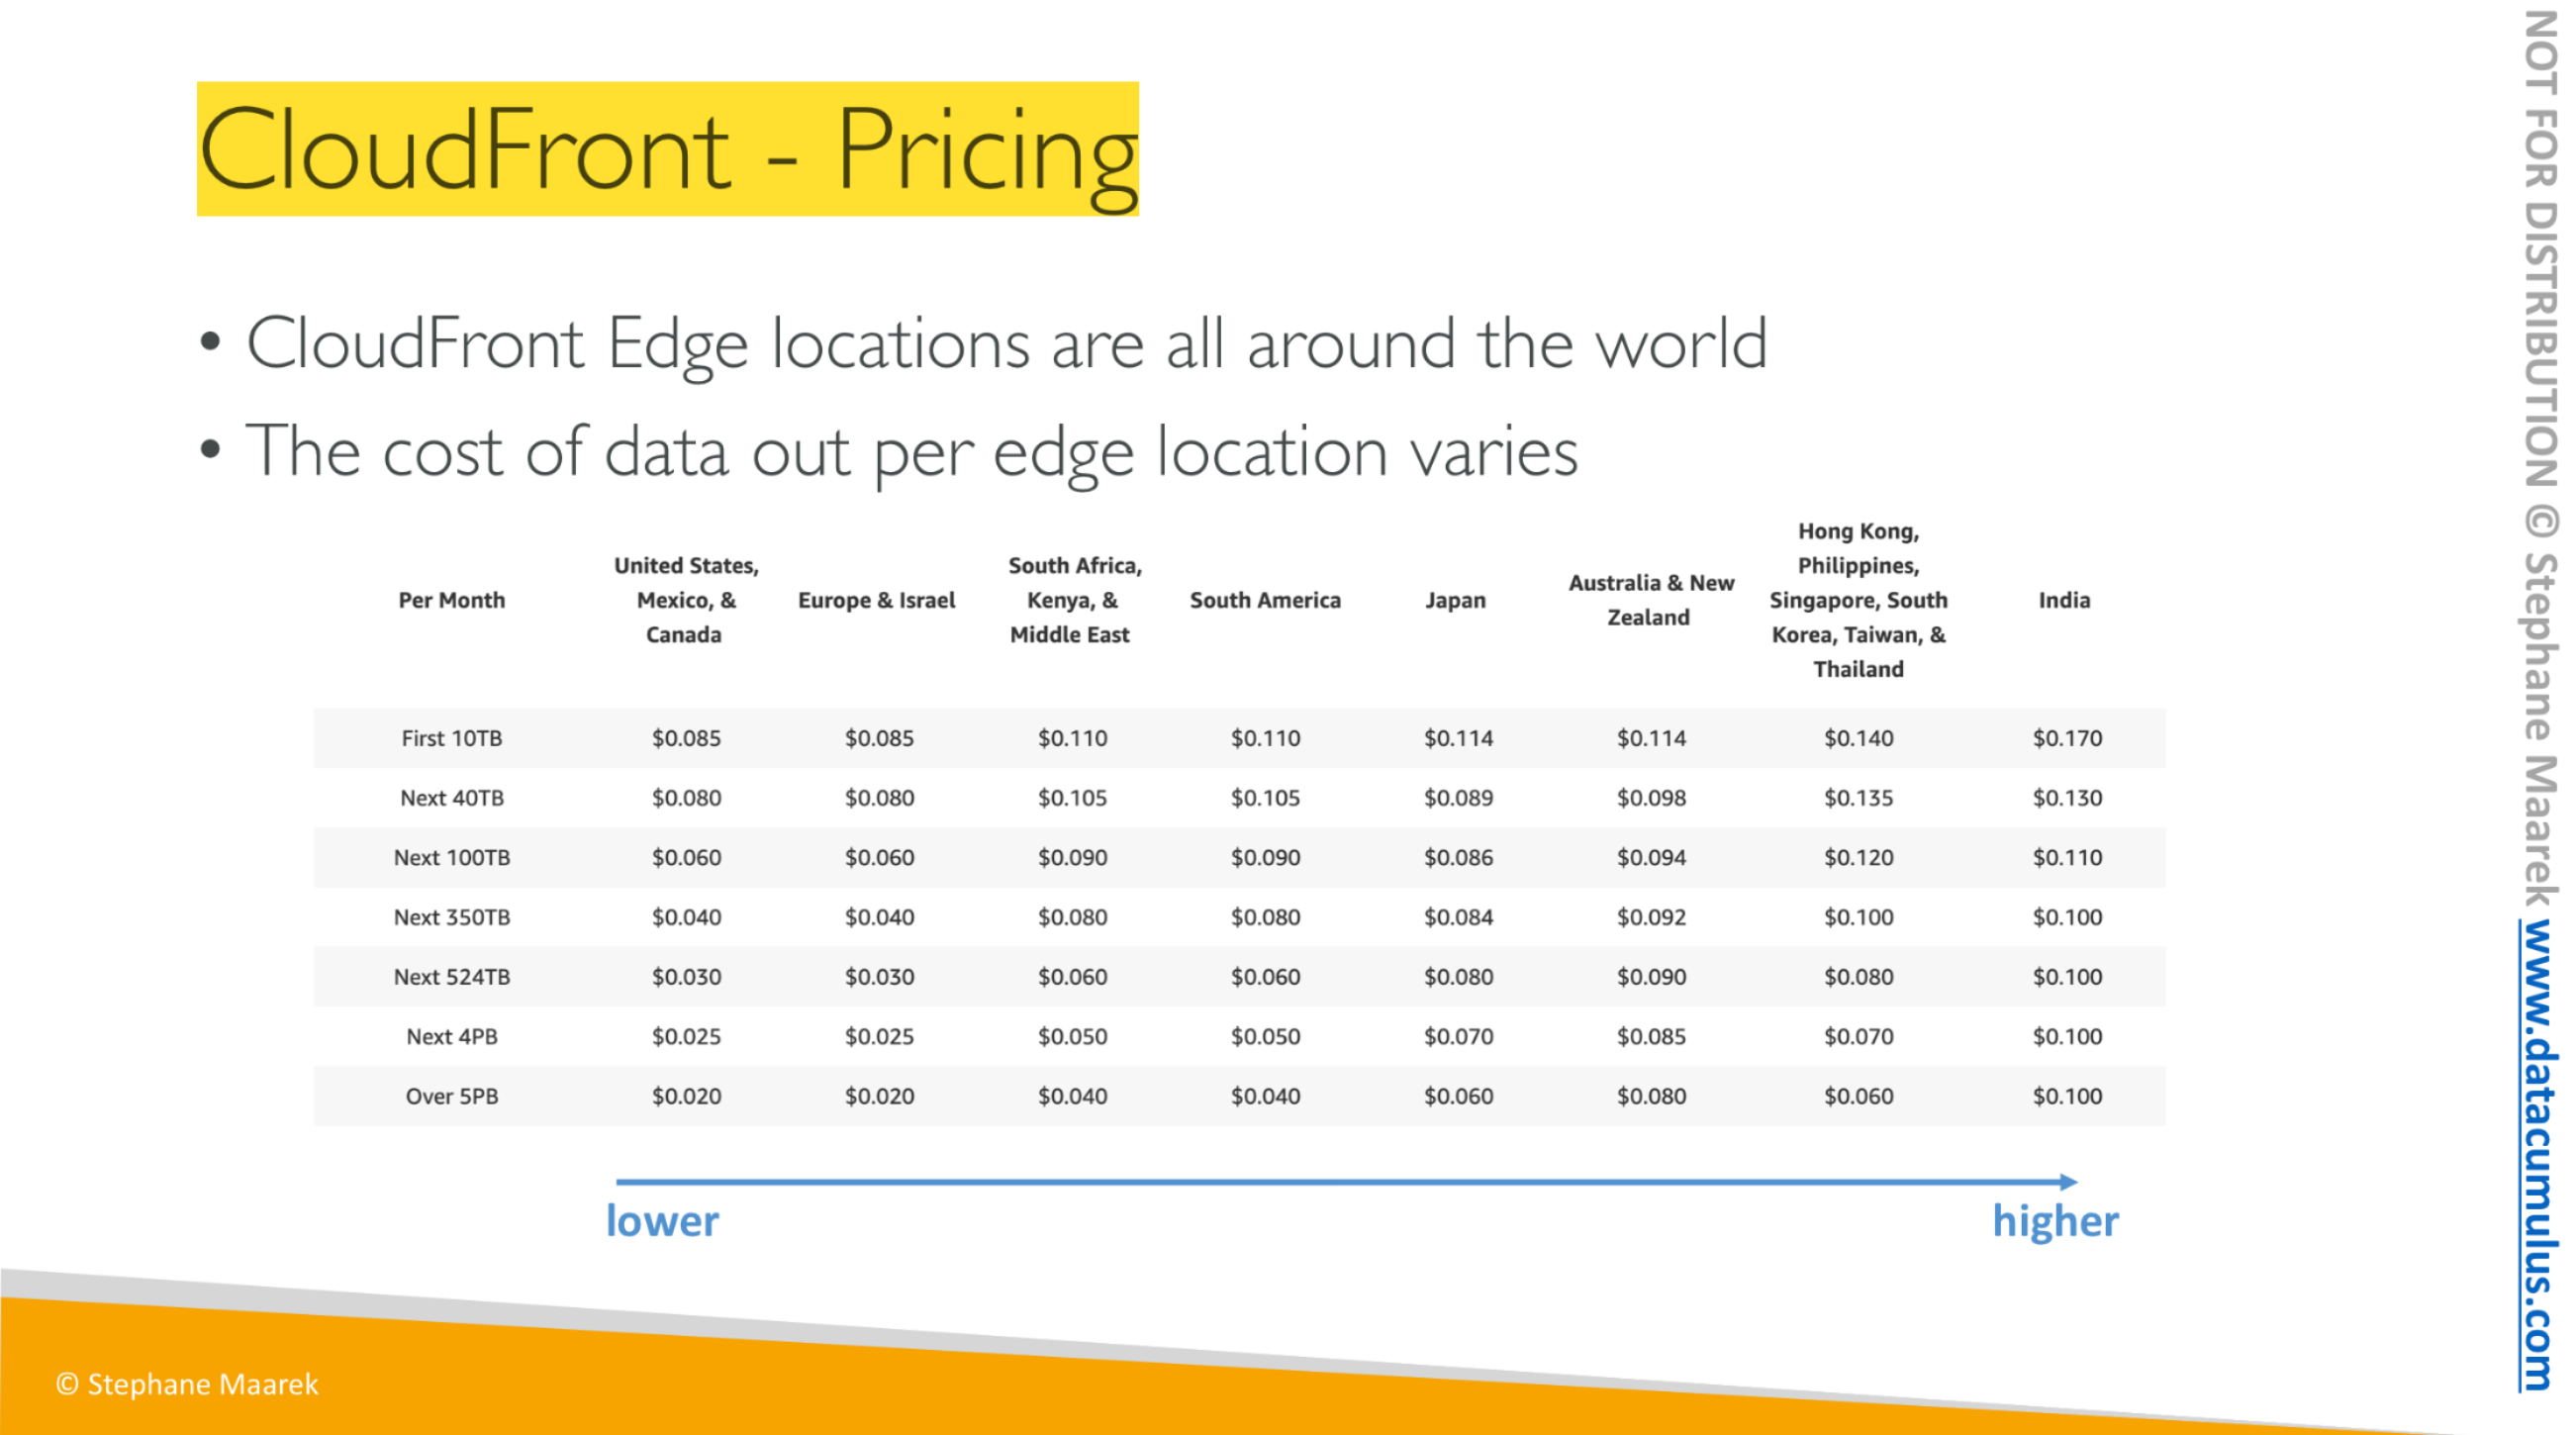 CloudFront - Pricing
• CloudFront Edge locations are all around the world
• The cost of data out per edge location varies
Per Month United States, Mexico, & Canada Europe & Israel South Africa, Kenya, & Middle East South America Japan Australia & New Zealand Hong Kong, Philippines, Singapore, South Korea, Taiwan, & Thailand India
First 10TB $0.085 $0.085 $0.110 $0.110 $0.114 $0.114 $0.140 $0.170
Next 40TB $0.080 $0.080 $0.105 $0.105 $0.089 $0.098 $0.135 $0.130
Next 100TB $0.060 $0.060 $0.090 $0.090 $0.086 $0.094 $0.120 $0.110
Next 350TB $0.040 $0.040 $0.080 $0.080 $0.084 $0.092 $0.100 $0.100
Next 524TB $0.030 $0.030 $0.060 $0.060 $0.080 $0.090 $0.080 $0.100
Next 4PB $0.025 $0.025 $0.050 $0.050 $0.070 $0.085 $0.070 $0.100
Over 5PB $0.020 $0.020 $0.040 $0.040 $0.060 $0.080 $0.060 $0.100
lower higher
© Stephane Maarek
NOT FOR DISTRIBUTION © Stephane Maarek www.datacumulus.com